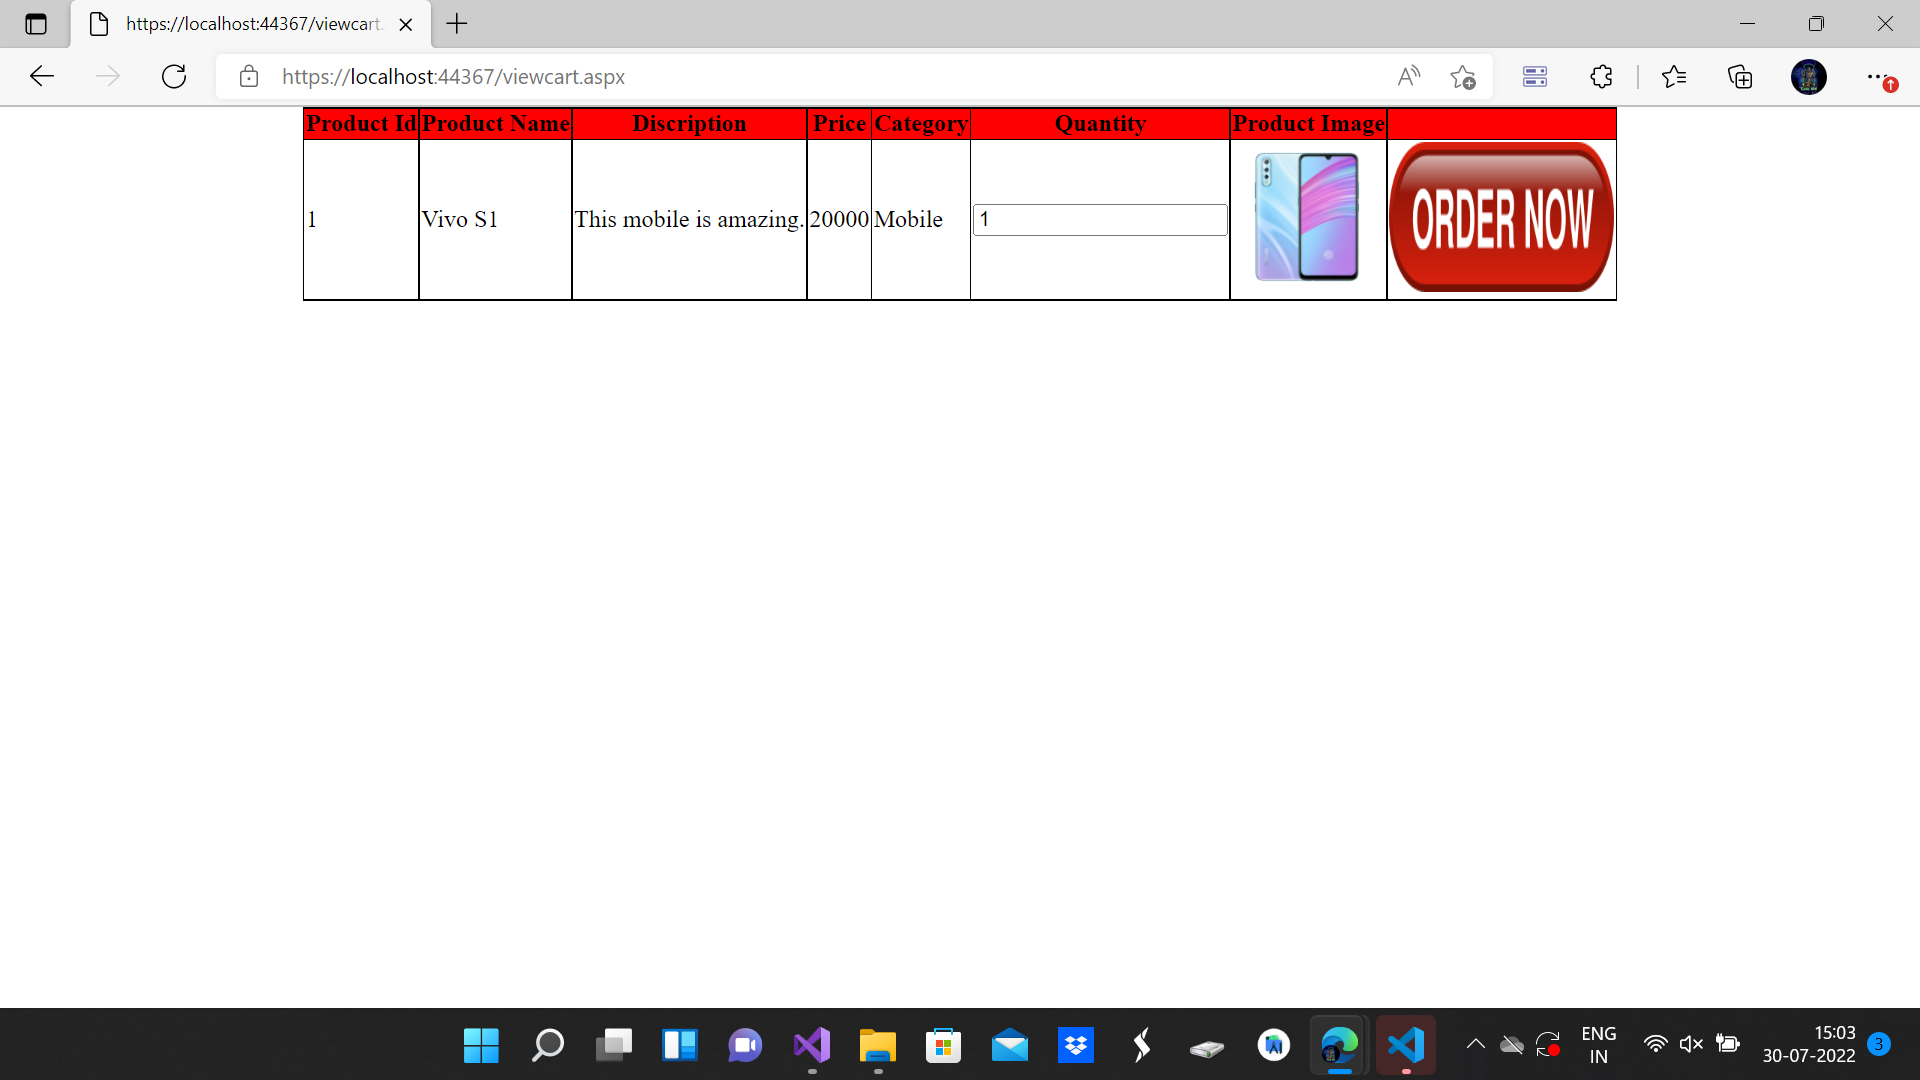 https://localhost:44367/viewcart.
https://localhost:44367/viewcart.aspx
Product Id Product Name Discription Price Category Quantity Product Image
1 Vivo S1 This mobile is amazing. 20000 Mobile 1 ORDER NOW
ENG 15:03
IN 30-07-2022 3